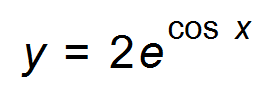 y = 2e^{cos x}